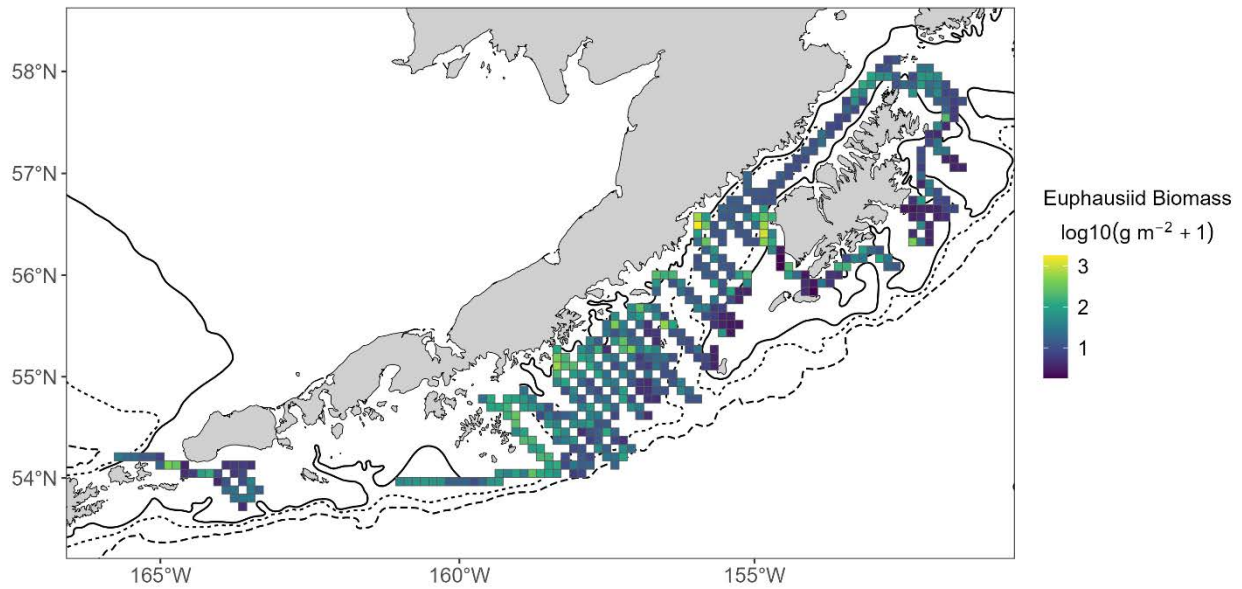 58°N
57°N
56°N
55°N
54°N
165°W
160°W
155°W
Euphausiid Biomass
log10(g m⁻² + 1)
3
2
1